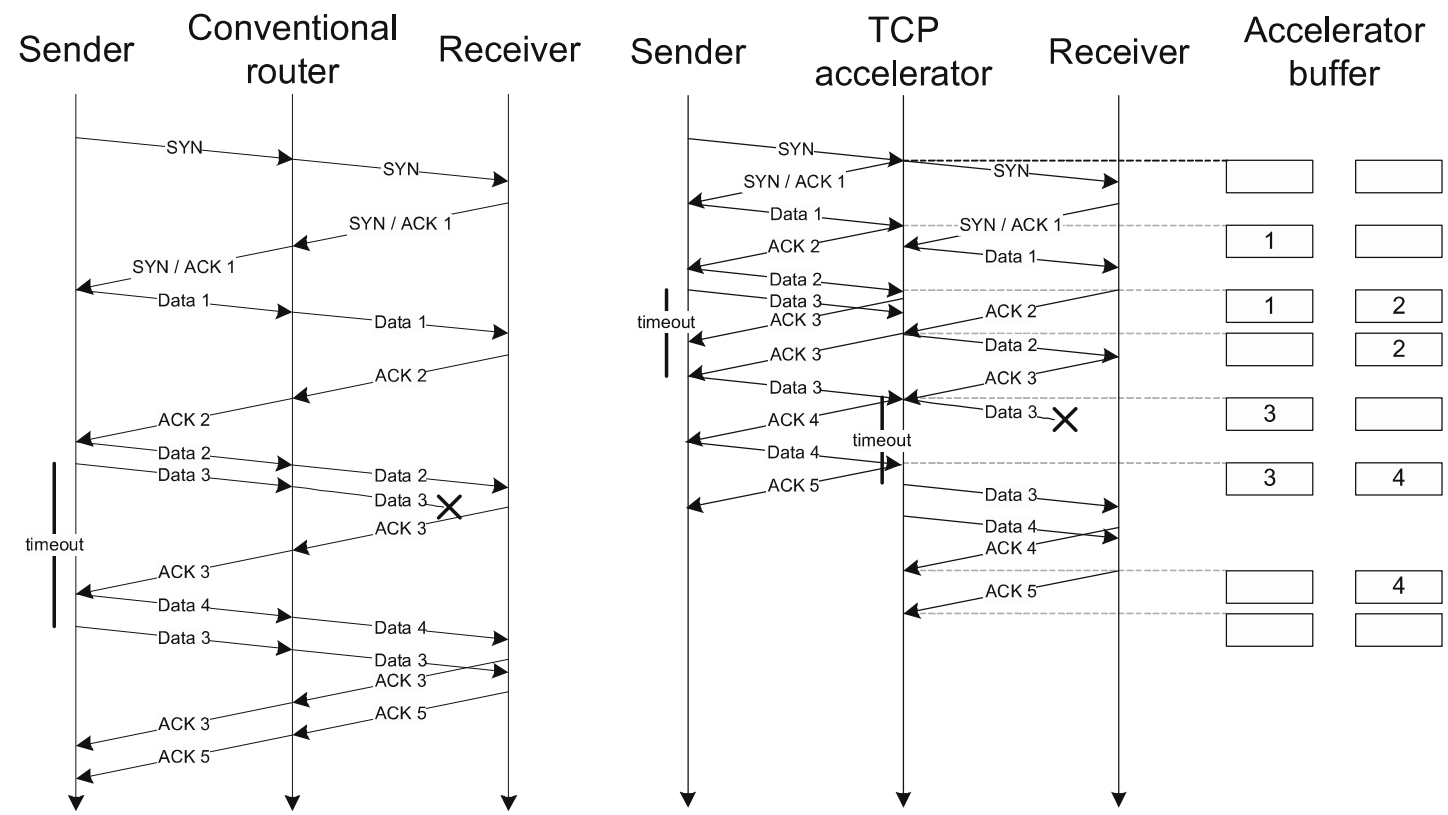 Sender
Conventional
router
Receiver
SYN
SYN
SYN / ACK 1
SYN / ACK 1
Data 1
Data 1
ACK 2
ACK 2
Data 2
Data 2
Data 3
Data 3
ACK 3
timeout
ACK 3
Data 4
Data 4
Data 3
Data 3
ACK 3
ACK 5
ACK 3
ACK 5
Sender
TCP
accelerator
Receiver
Accelerator
buffer
SYN
SYN
SYN / ACK 1
Data 1
SYN / ACK 1
1
ACK 2
Data 1
Data 2
Data 3
ACK 2
1 2
timeout
ACK 3
Data 2
2
ACK 3
ACK 3
Data 3
Data 3
3
ACK 4
timeout
Data 4
3 4
ACK 5
Data 3
Data 4
ACK 4
4
ACK 5